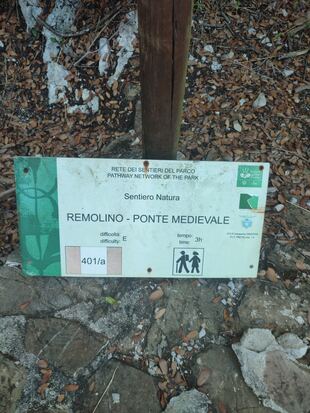 RETE DEI SENTIERI DEL PARCO
PATHWAY NETWORK OF THE PARK
Sentiero Natura
REMOLINO - PONTE MEDIEVALE
difficoltà:
difficulty: E
tempo:
time: 3h
401/a